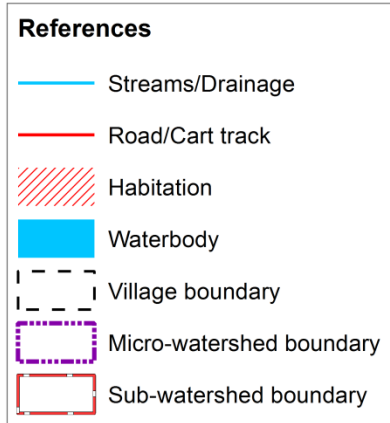 References
Streams/Drainage
Road/Cart track
Habitation
Waterbody
Village boundary
Micro-watershed boundary
Sub-watershed boundary